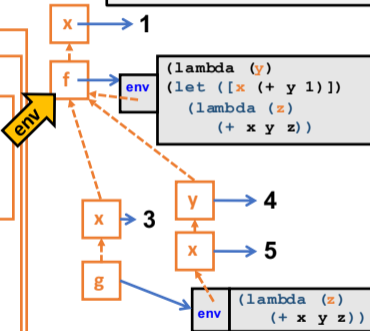 x 1
f env
(lambda (y)
(let ([x (+ y 1)])
(lambda (z)
(+ x y z))
env
x 3
y 4
x 5
g
env
(lambda (z)
(+ x y z))